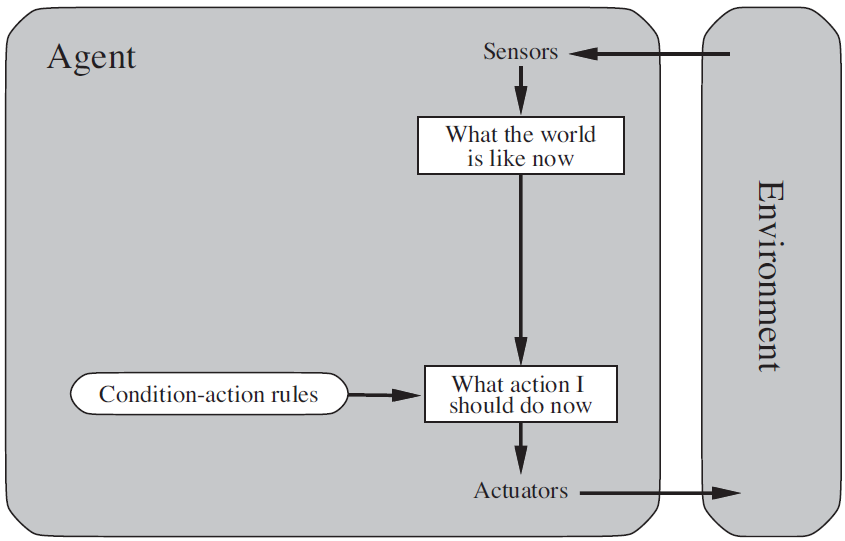 Agent
Sensors
What the world
is like now
Environment
Condition-action rules
What action I
should do now
Actuators